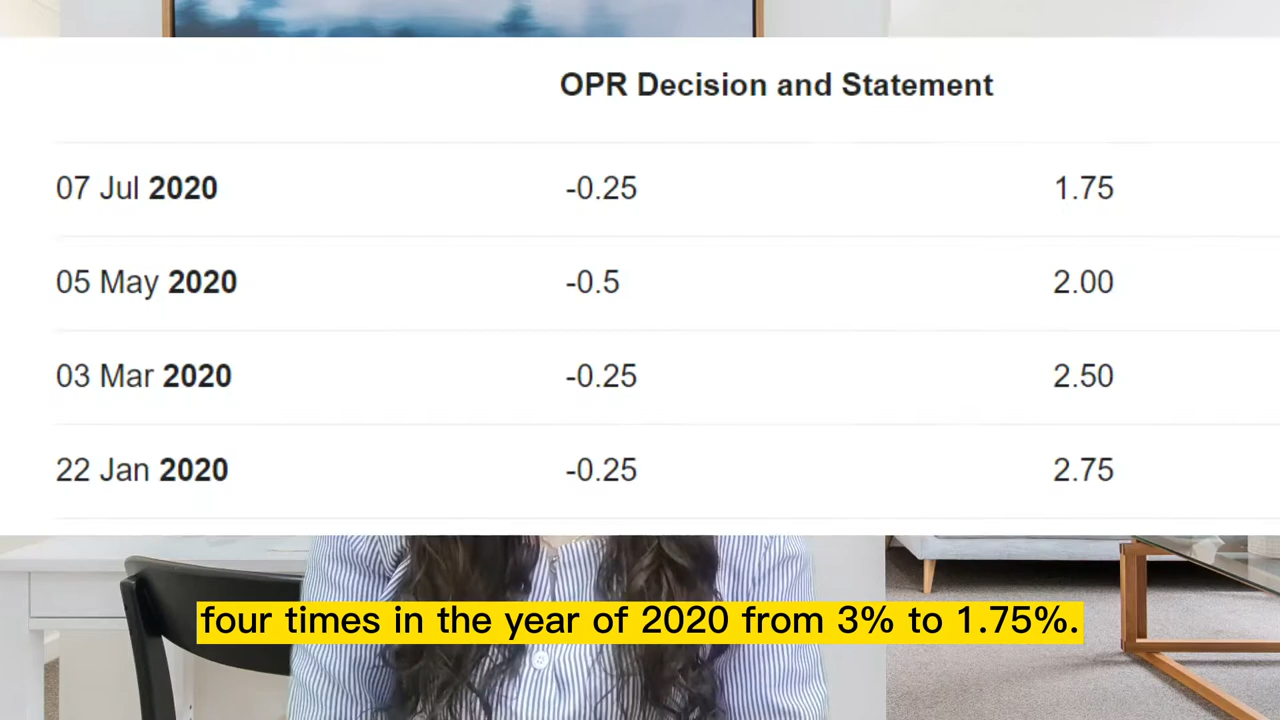 OPR Decision and Statement
07 Jul 2020 -0.25 1.75
05 May 2020 -0.5 2.00
03 Mar 2020 -0.25 2.50
22 Jan 2020 -0.25 2.75
four times in the year of 2020 from 3% to 1.75%.